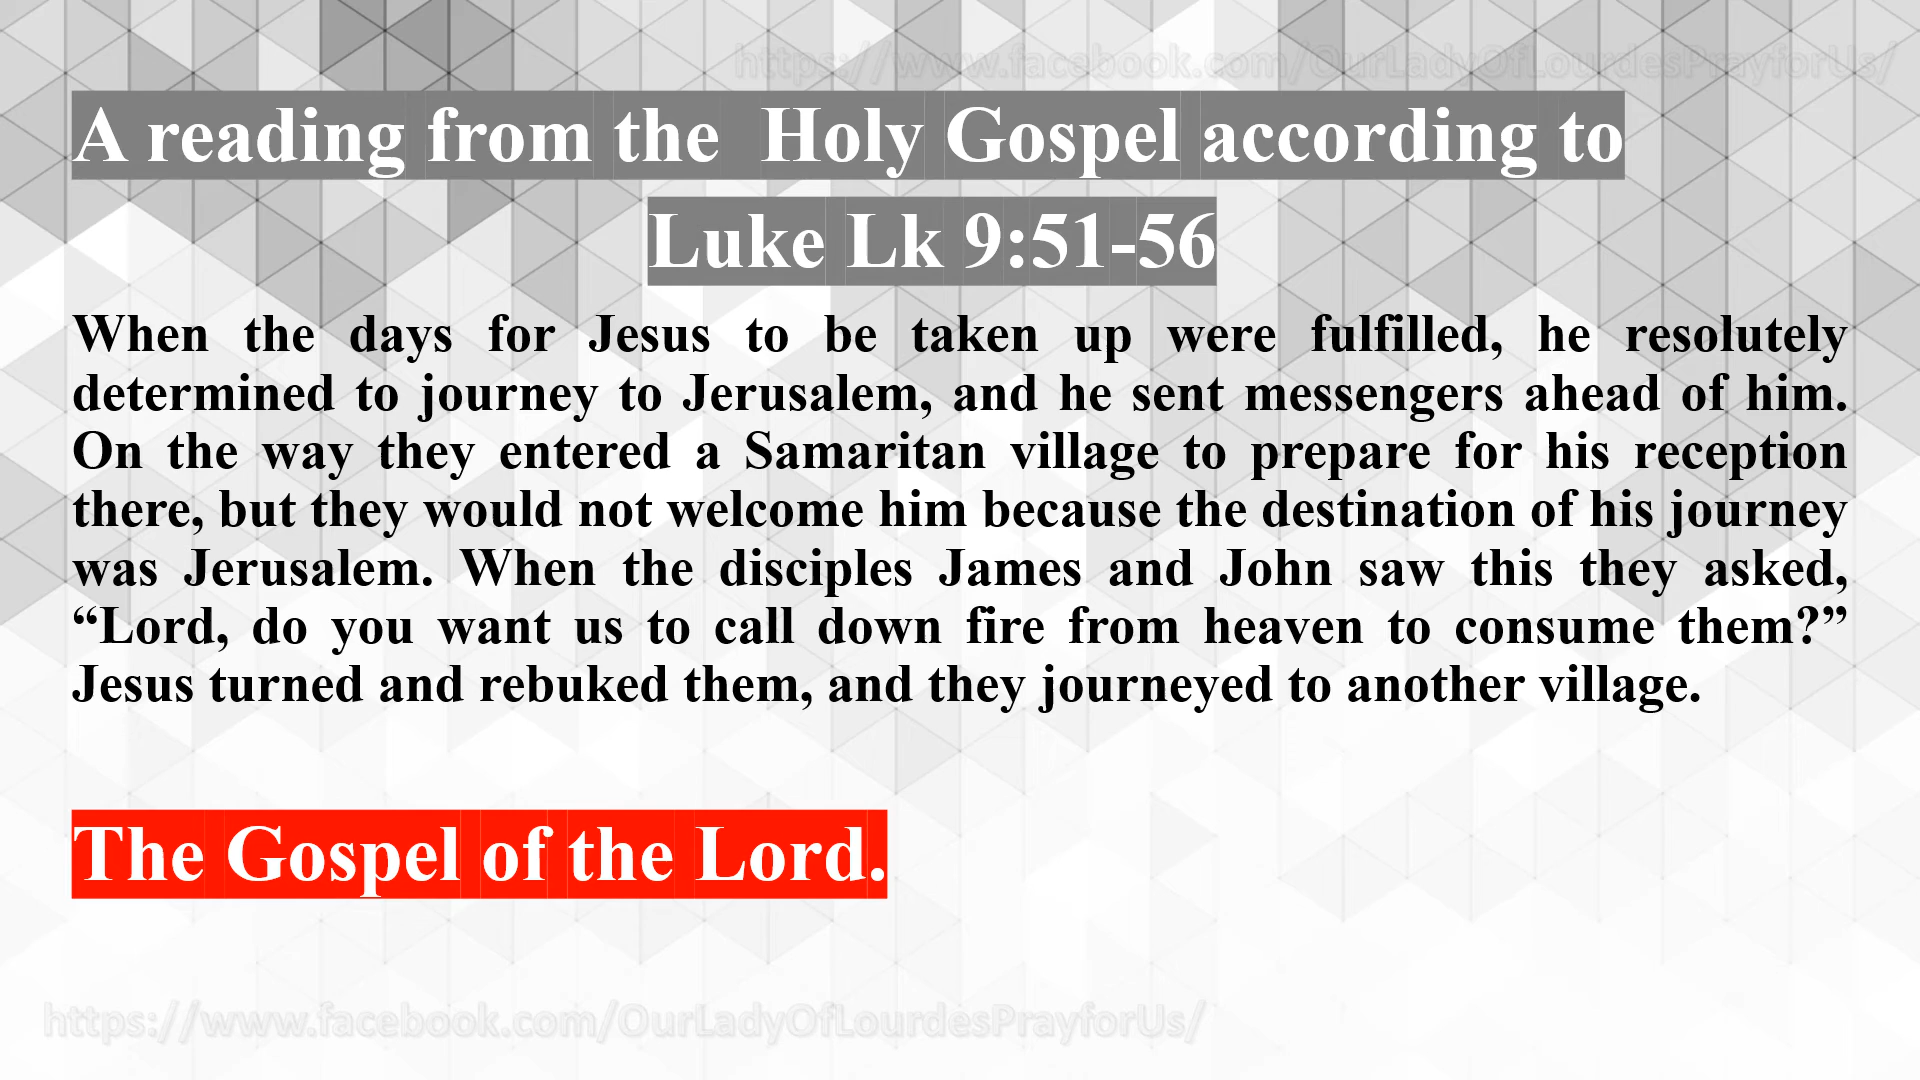 https://www.facebook.com/OurLadyOfLourdesPrayforUs/
A reading from the Holy Gospel according to
Luke Lk 9:51-56
When the days for Jesus to be taken up were fulfilled, he resolutely
determined to journey to Jerusalem, and he sent messengers ahead of him.
On the way they entered a Samaritan village to prepare for his reception
there, but they would not welcome him because the destination of his journey
was Jerusalem. When the disciples James and John saw this they asked,
“Lord, do you want us to call down fire from heaven to consume them?”
Jesus turned and rebuked them, and they journeyed to another village.
The Gospel of the Lord.
https://www.facebook.com/OurLadyOfLourdesPrayforUs/